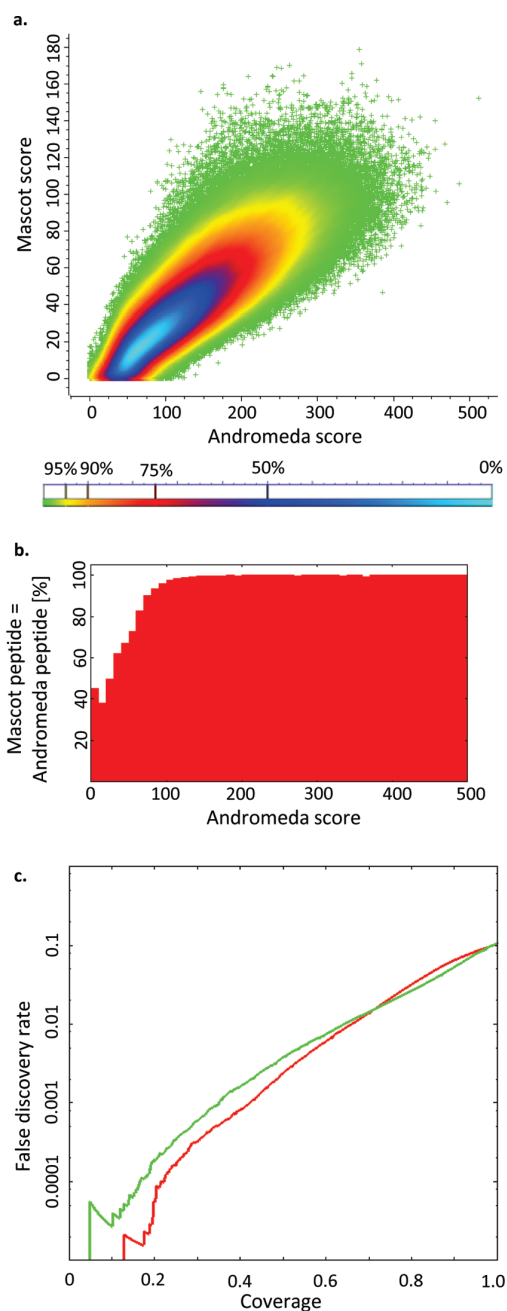 a.
180
160
140
120
100
80
60
40
20
0
Mascot score
0 100 200 300 400 500
Andromeda score
95% 90% 75% 50% 0%
b.
Mascot peptide =
Andromeda peptide [%]
100
80
60
40
20
0 100 200 300 400 500
Andromeda score
c.
False discovery rate
0.1
0.01
0.001
0.0001
0 0.2 0.4 0.6 0.8 1.0
Coverage